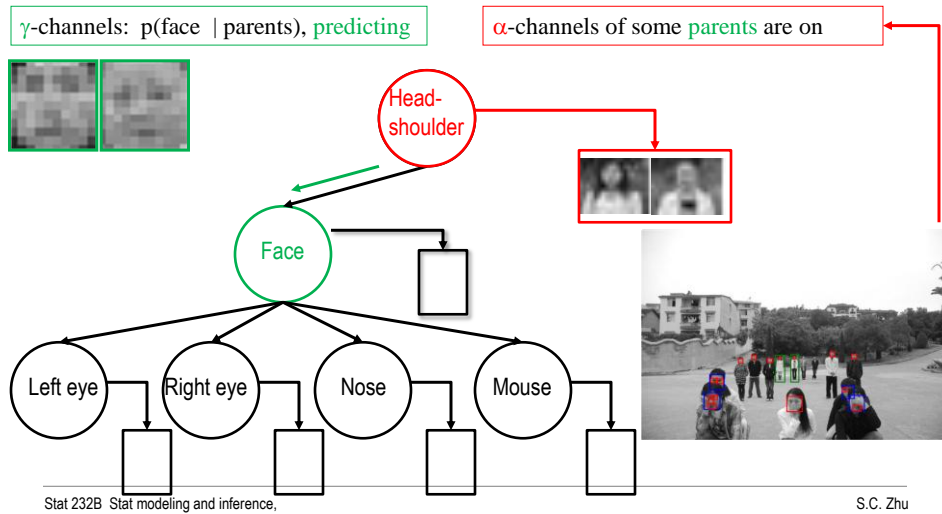 γ-channels: p(face | parents), predicting
α-channels of some parents are on
Head-
shoulder
Face
Left eye
Right eye
Nose
Mouse
Stat 232B Stat modeling and inference,
S.C. Zhu